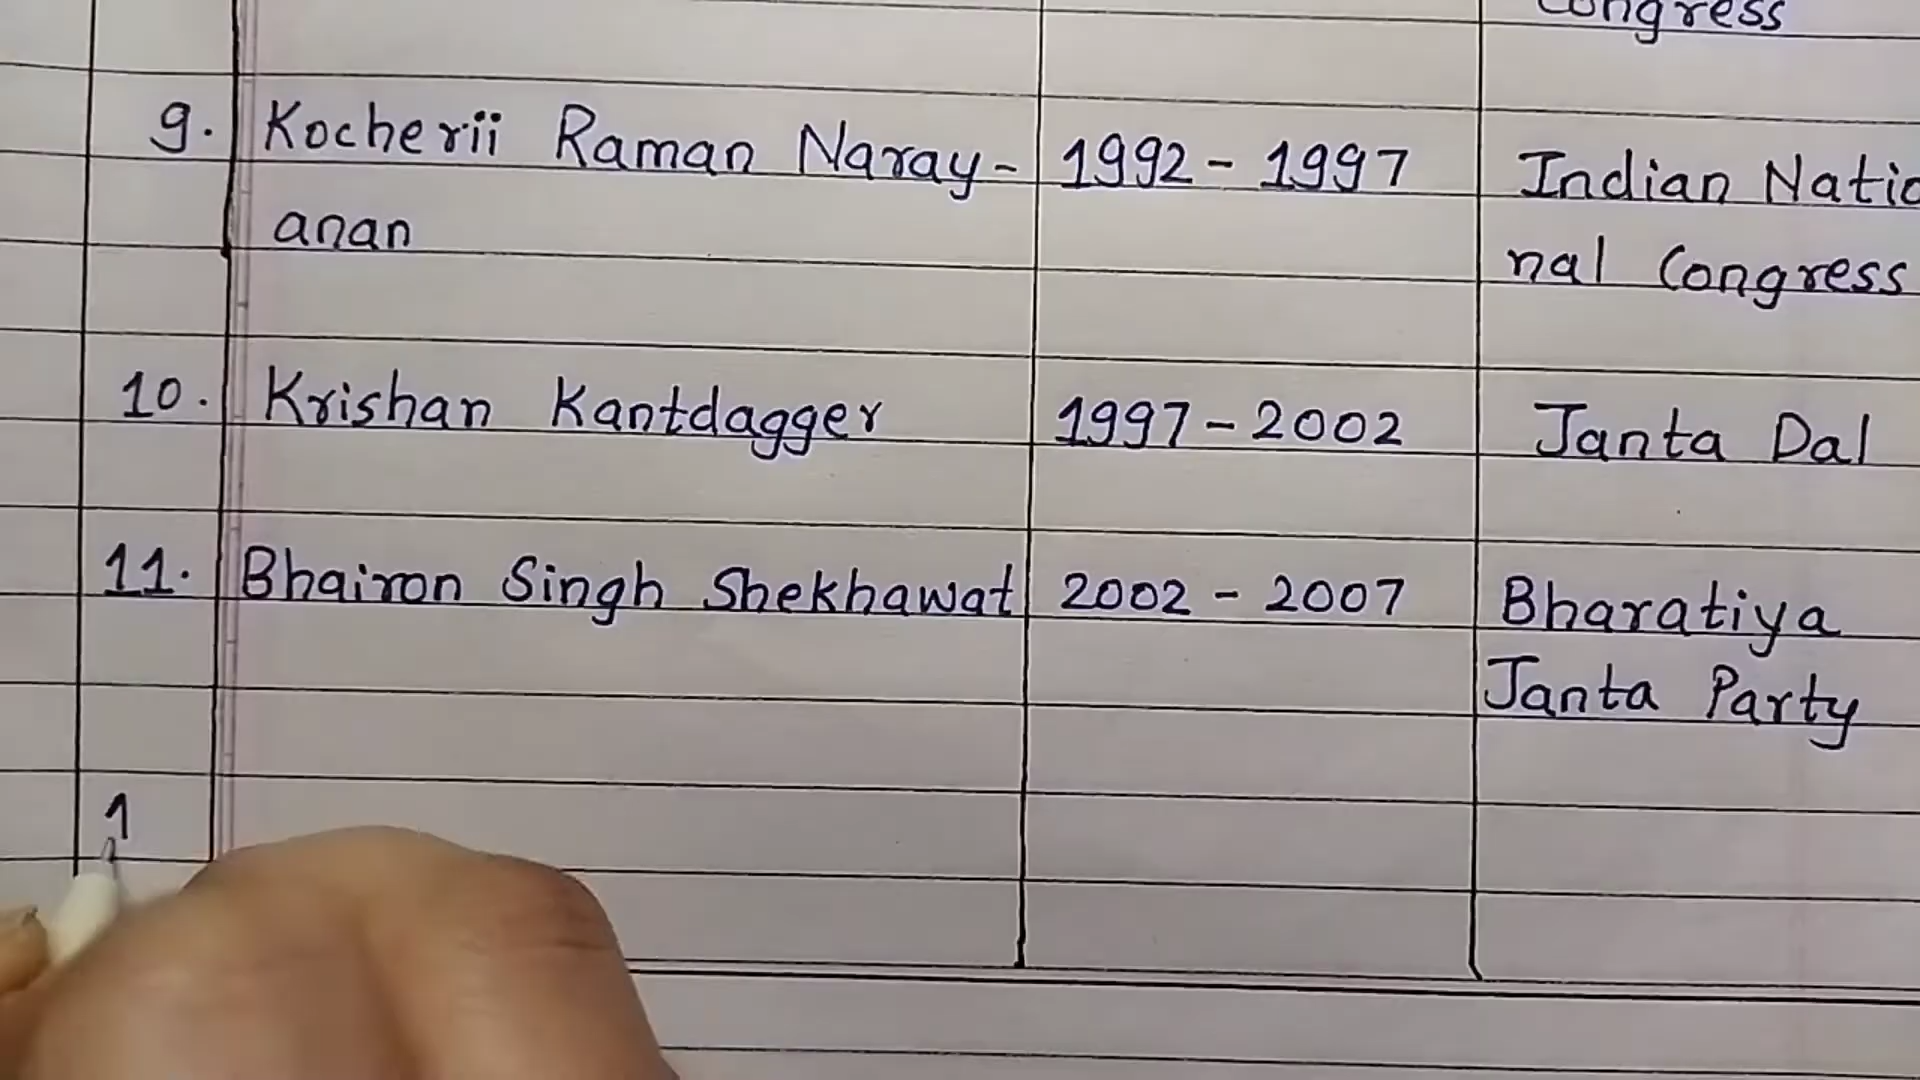 Congress
9. Kocherii Raman Naray- 1992 - 1997 Indian Natio
anan nal Congress
10. Krishan Kantdagger 1997 - 2002 Janta Dal
11. Bhairon Singh Shekhawat 2002 - 2007 Bharatiya
Janta Party
1